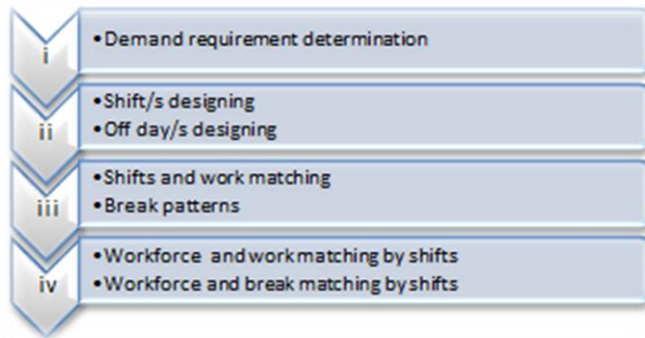 i
•Demand requirement determination
ii
•Shift/s designing
•Off day/s designing
iii
•Shifts and work matching
•Break patterns
iv
•Workforce and work matching by shifts
•Workforce and break matching by shifts